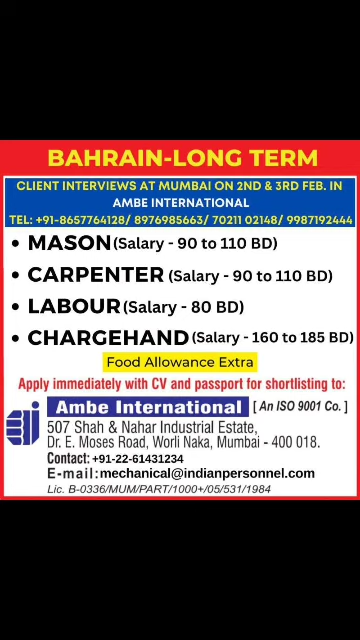 BAHRAIN-LONG TERM
CLIENT INTERVIEWS AT MUMBAI ON 2ND & 3RD FEB. IN
AMBE INTERNATIONAL
TEL: +91-8657764128/ 8976985663/ 70211 02148/ 9987192444
• MASON (Salary - 90 to 110 BD)
• CARPENTER (Salary - 90 to 110 BD)
• LABOUR (Salary - 80 BD)
• CHARGEHAND (Salary - 160 to 185 BD)
Food Allowance Extra
Apply immediately with CV and passport for shortlisting to:
Ambe International [ An ISO 9001 Co. ]
507 Shah & Nahar Industrial Estate,
Dr. E. Moses Road, Worli Naka, Mumbai - 400 018.
Contact: +91-22-61431234
E-mail: mechanical@indianpersonnel.com
Lic. B-0336/MUM/PART/1000+/05/531/1984